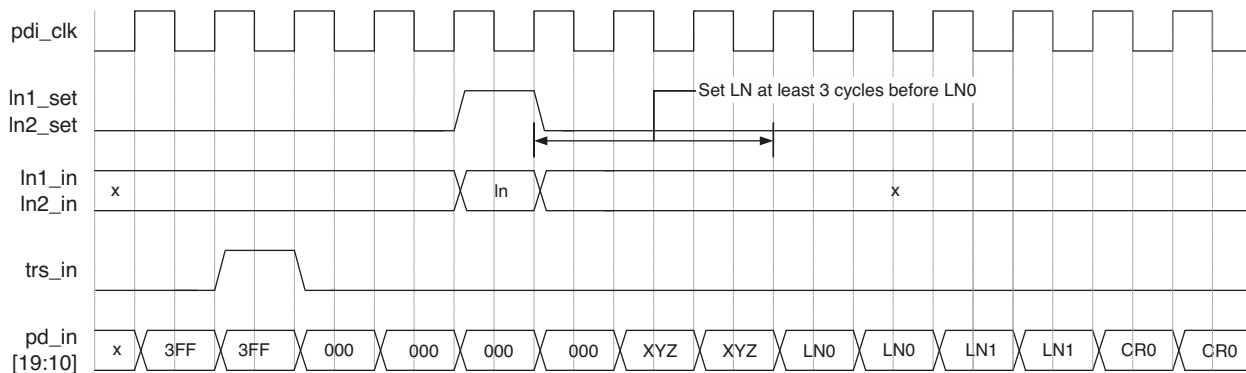 pdi_clk
ln1_set
ln2_set
Set LN at least 3 cycles before LN0
ln1_in
ln2_in
x ln x
trs_in
pd_in
[19:10]
x 3FF 3FF 000 000 000 000 XYZ XYZ LN0 LN0 LN1 LN1 CR0 CR0